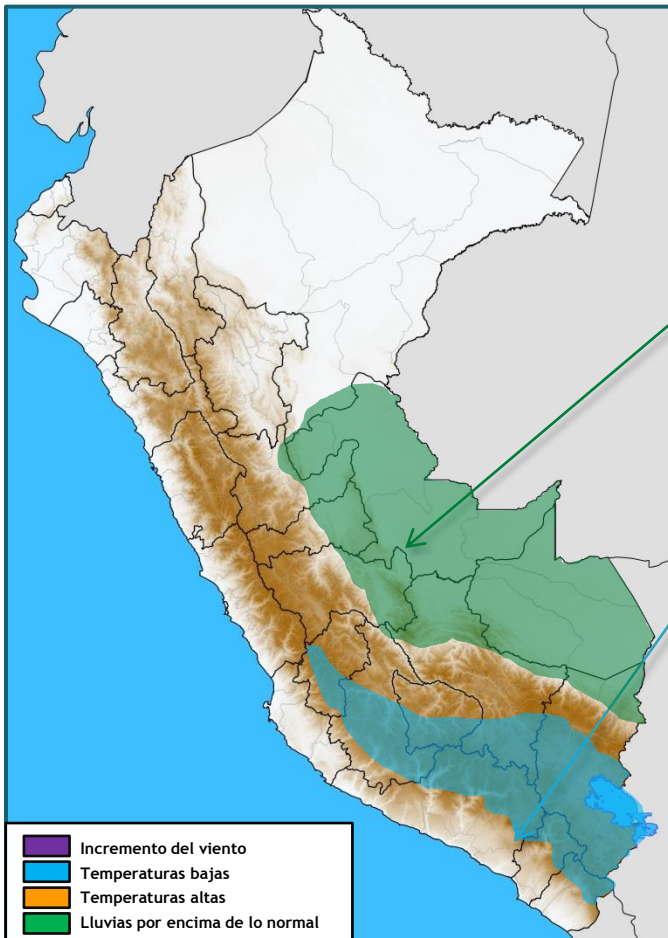 Incremento del viento
Temperaturas bajas
Temperaturas altas
Lluvias por encima de lo normal